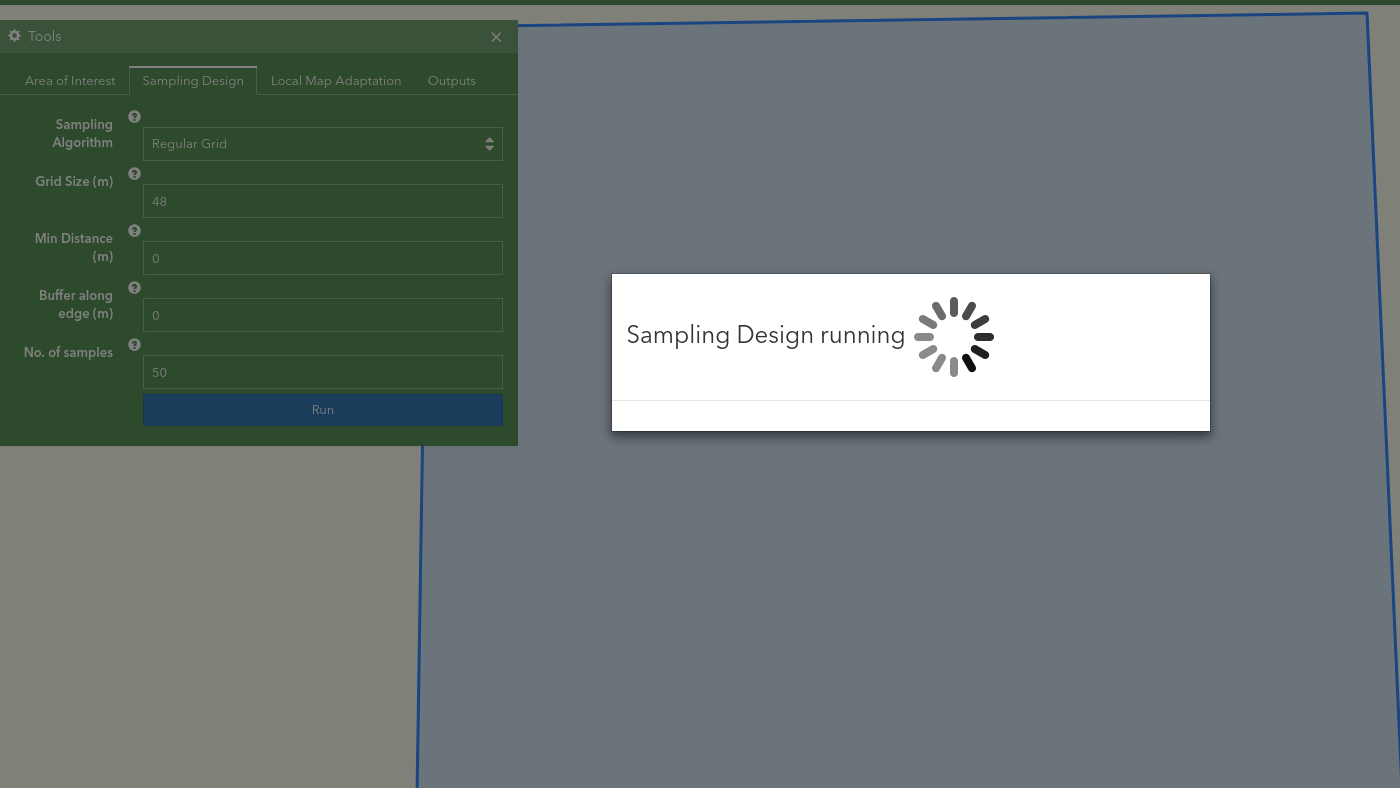 Tools
Area of Interest
Sampling Design
Local Map Adaptation
Outputs
Sampling
Algorithm
Regular Grid
Grid Size (m)
48
Min Distance
(m)
0
Buffer along
edge (m)
0
No. of samples
50
Run
Sampling Design running